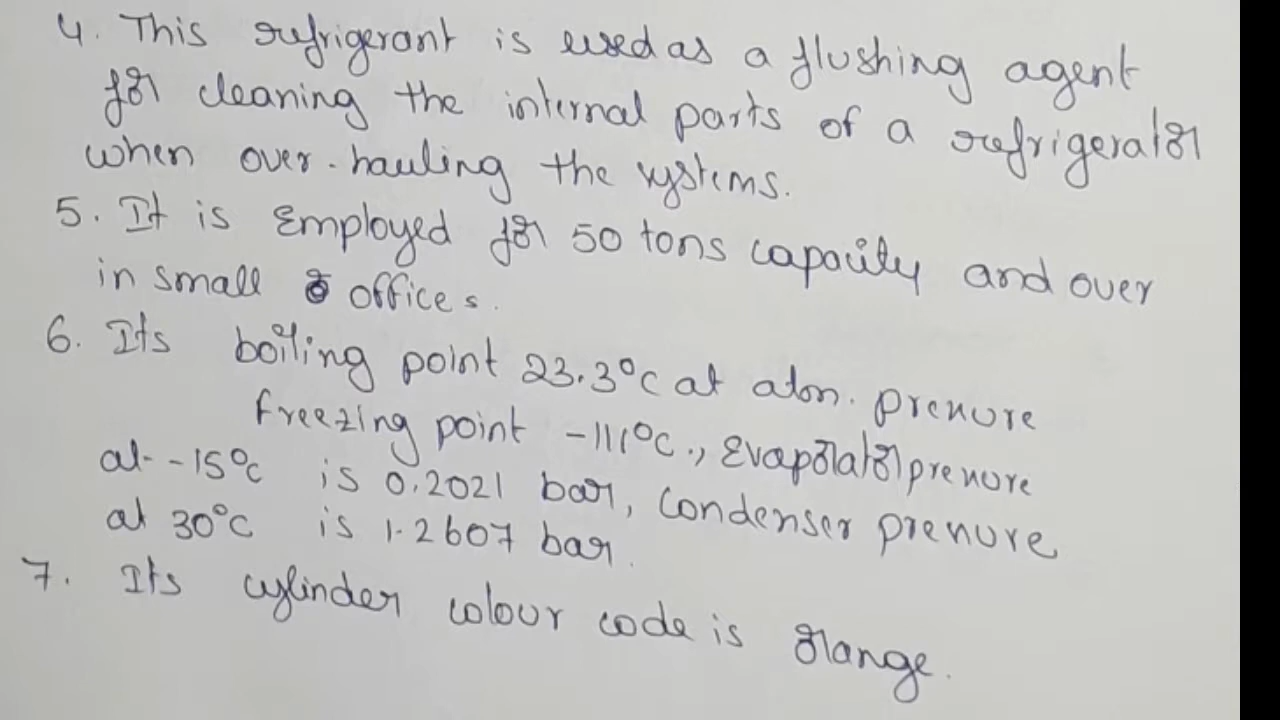 4. This refrigerant is used as a flushing agent
for cleaning the internal parts of a refrigerator
when over-hauling the systems.
5. It is Employed for 50 tons capacity and over
in small offices.
6. Its boiling point 23.3°C at atm. pressure
freezing point -111°C., Evaporator pressure
at -15°C is 0.2021 bar, Condenser pressure
at 30°C is 1.2607 bar.
7. Its cylinder colour code is orange.